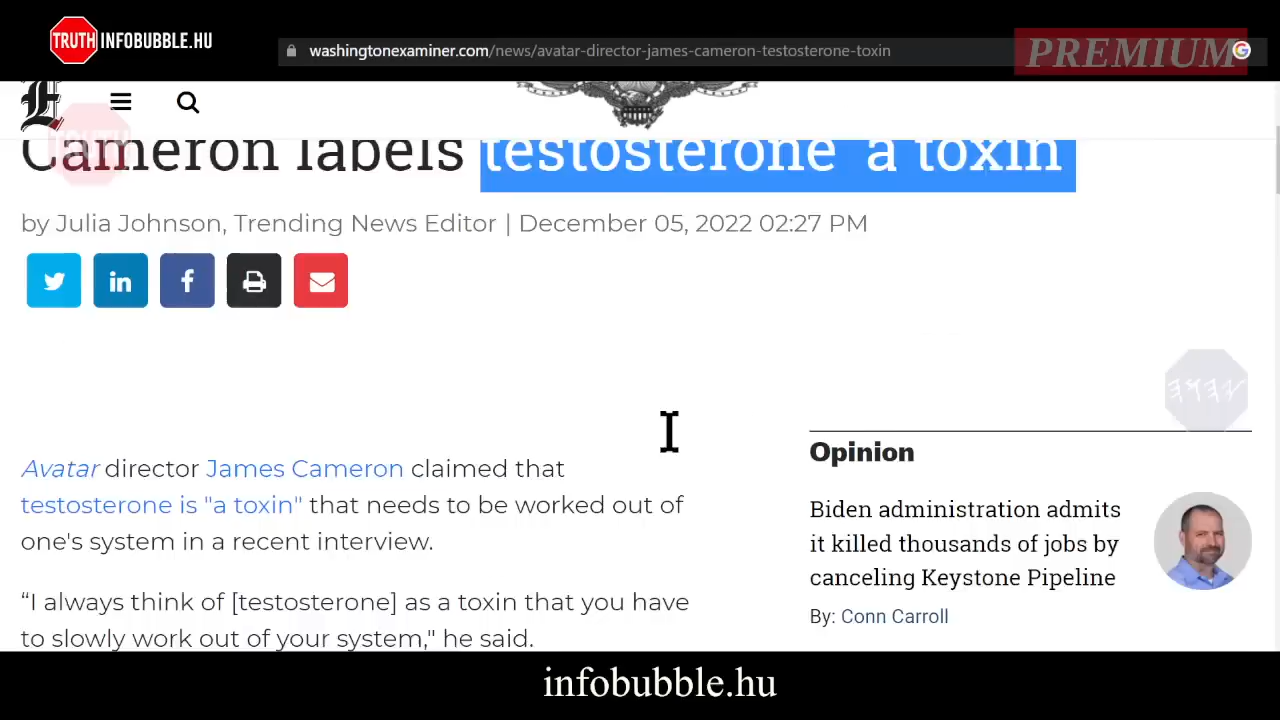 TRUTH INFOBUBBLE.HU
washingtonexaminer.com/news/avatar-director-james-cameron-testosterone-toxin
PREMIUM
Cameron labels testosterone 'a toxin'
by Julia Johnson, Trending News Editor | December 05, 2022 02:27 PM
Avatar director James Cameron claimed that
testosterone is "a toxin" that needs to be worked out of
one's system in a recent interview.
“I always think of [testosterone] as a toxin that you have
to slowly work out of your system," he said.
Opinion
Biden administration admits
it killed thousands of jobs by
canceling Keystone Pipeline
By: Conn Carroll
infobubble.hu